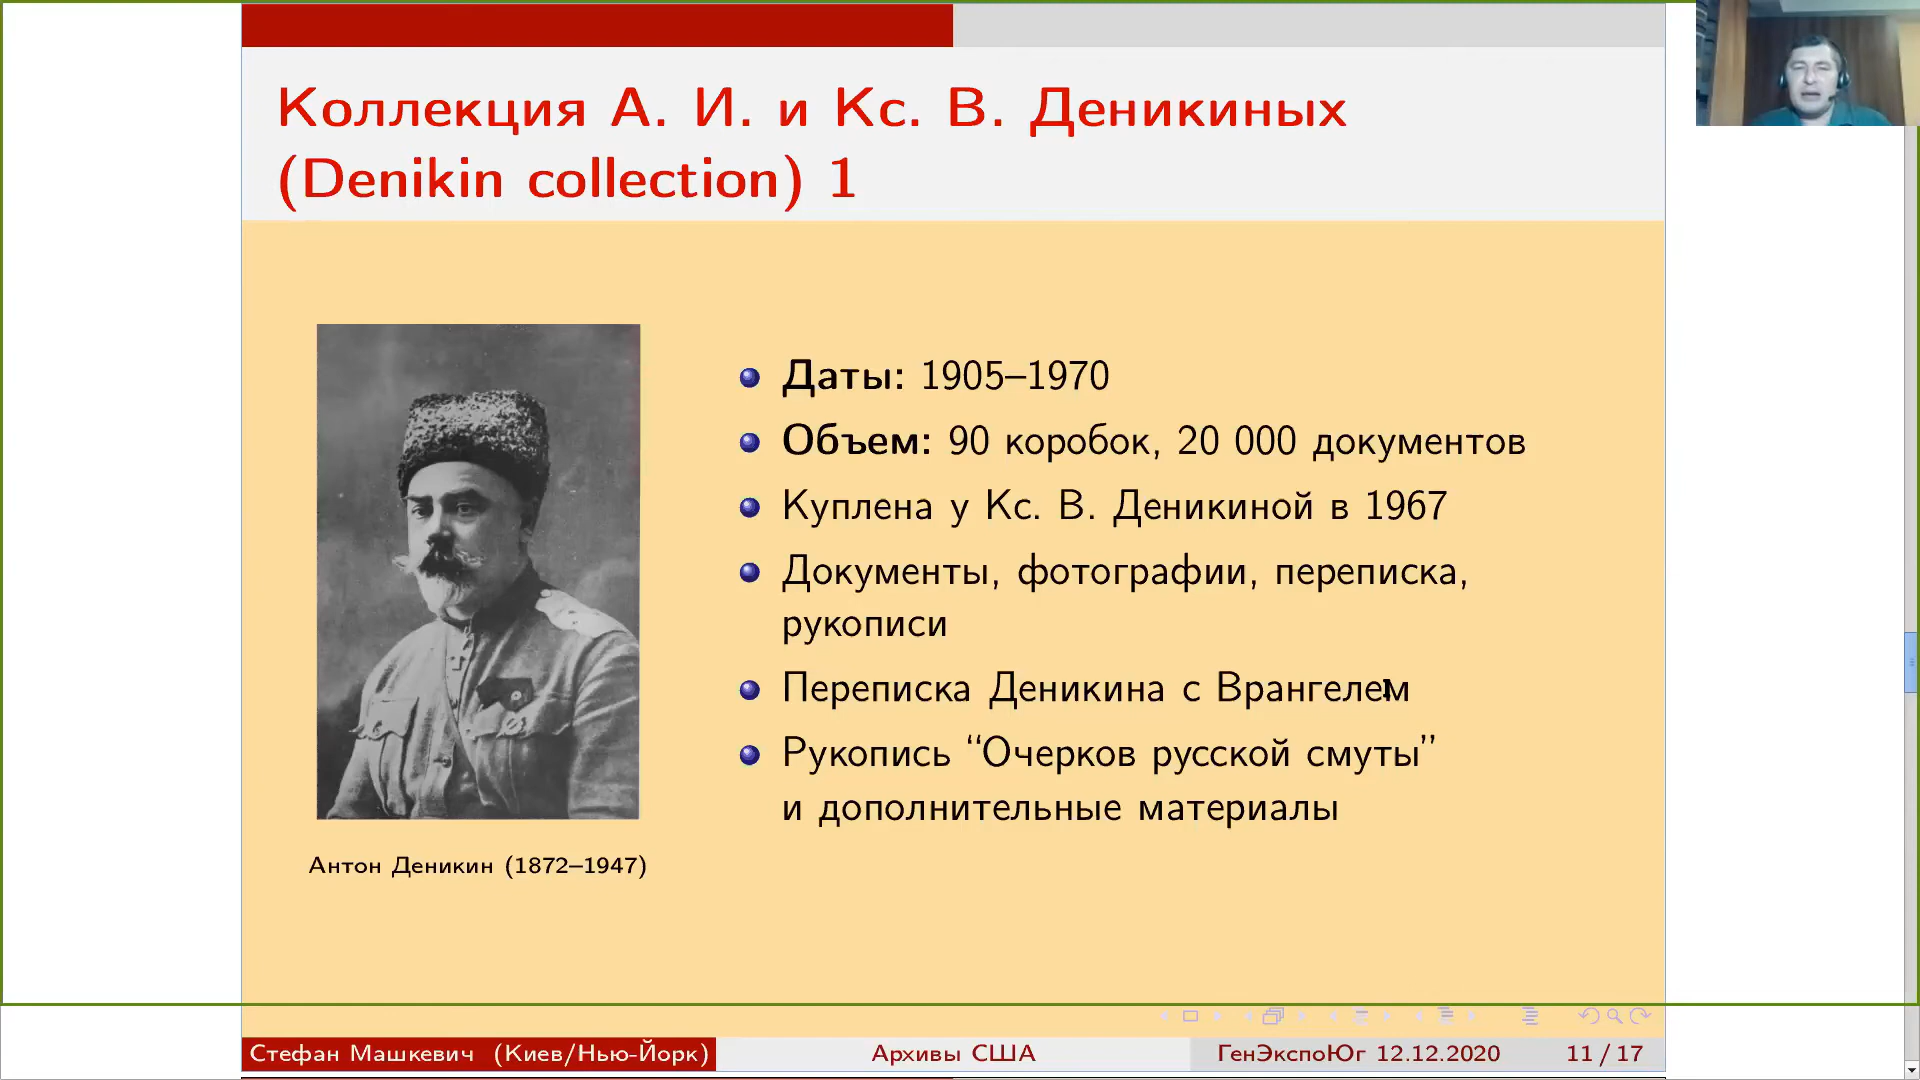 Коллекция А. И. и Кс. В. Деникиных
(Denikin collection) 1
Даты: 1905–1970
Объем: 90 коробок, 20 000 документов
Куплена у Кс. В. Деникиной в 1967
Документы, фотографии, переписка,
рукописи
Переписка Деникина с Врангелем
Рукопись “Очерков русской смуты”
и дополнительные материалы
Антон Деникин (1872–1947)
Стефан Машкевич (Киев/Нью-Йорк)
Архивы США
ГенЭкспоЮг 12.12.2020
11 / 17